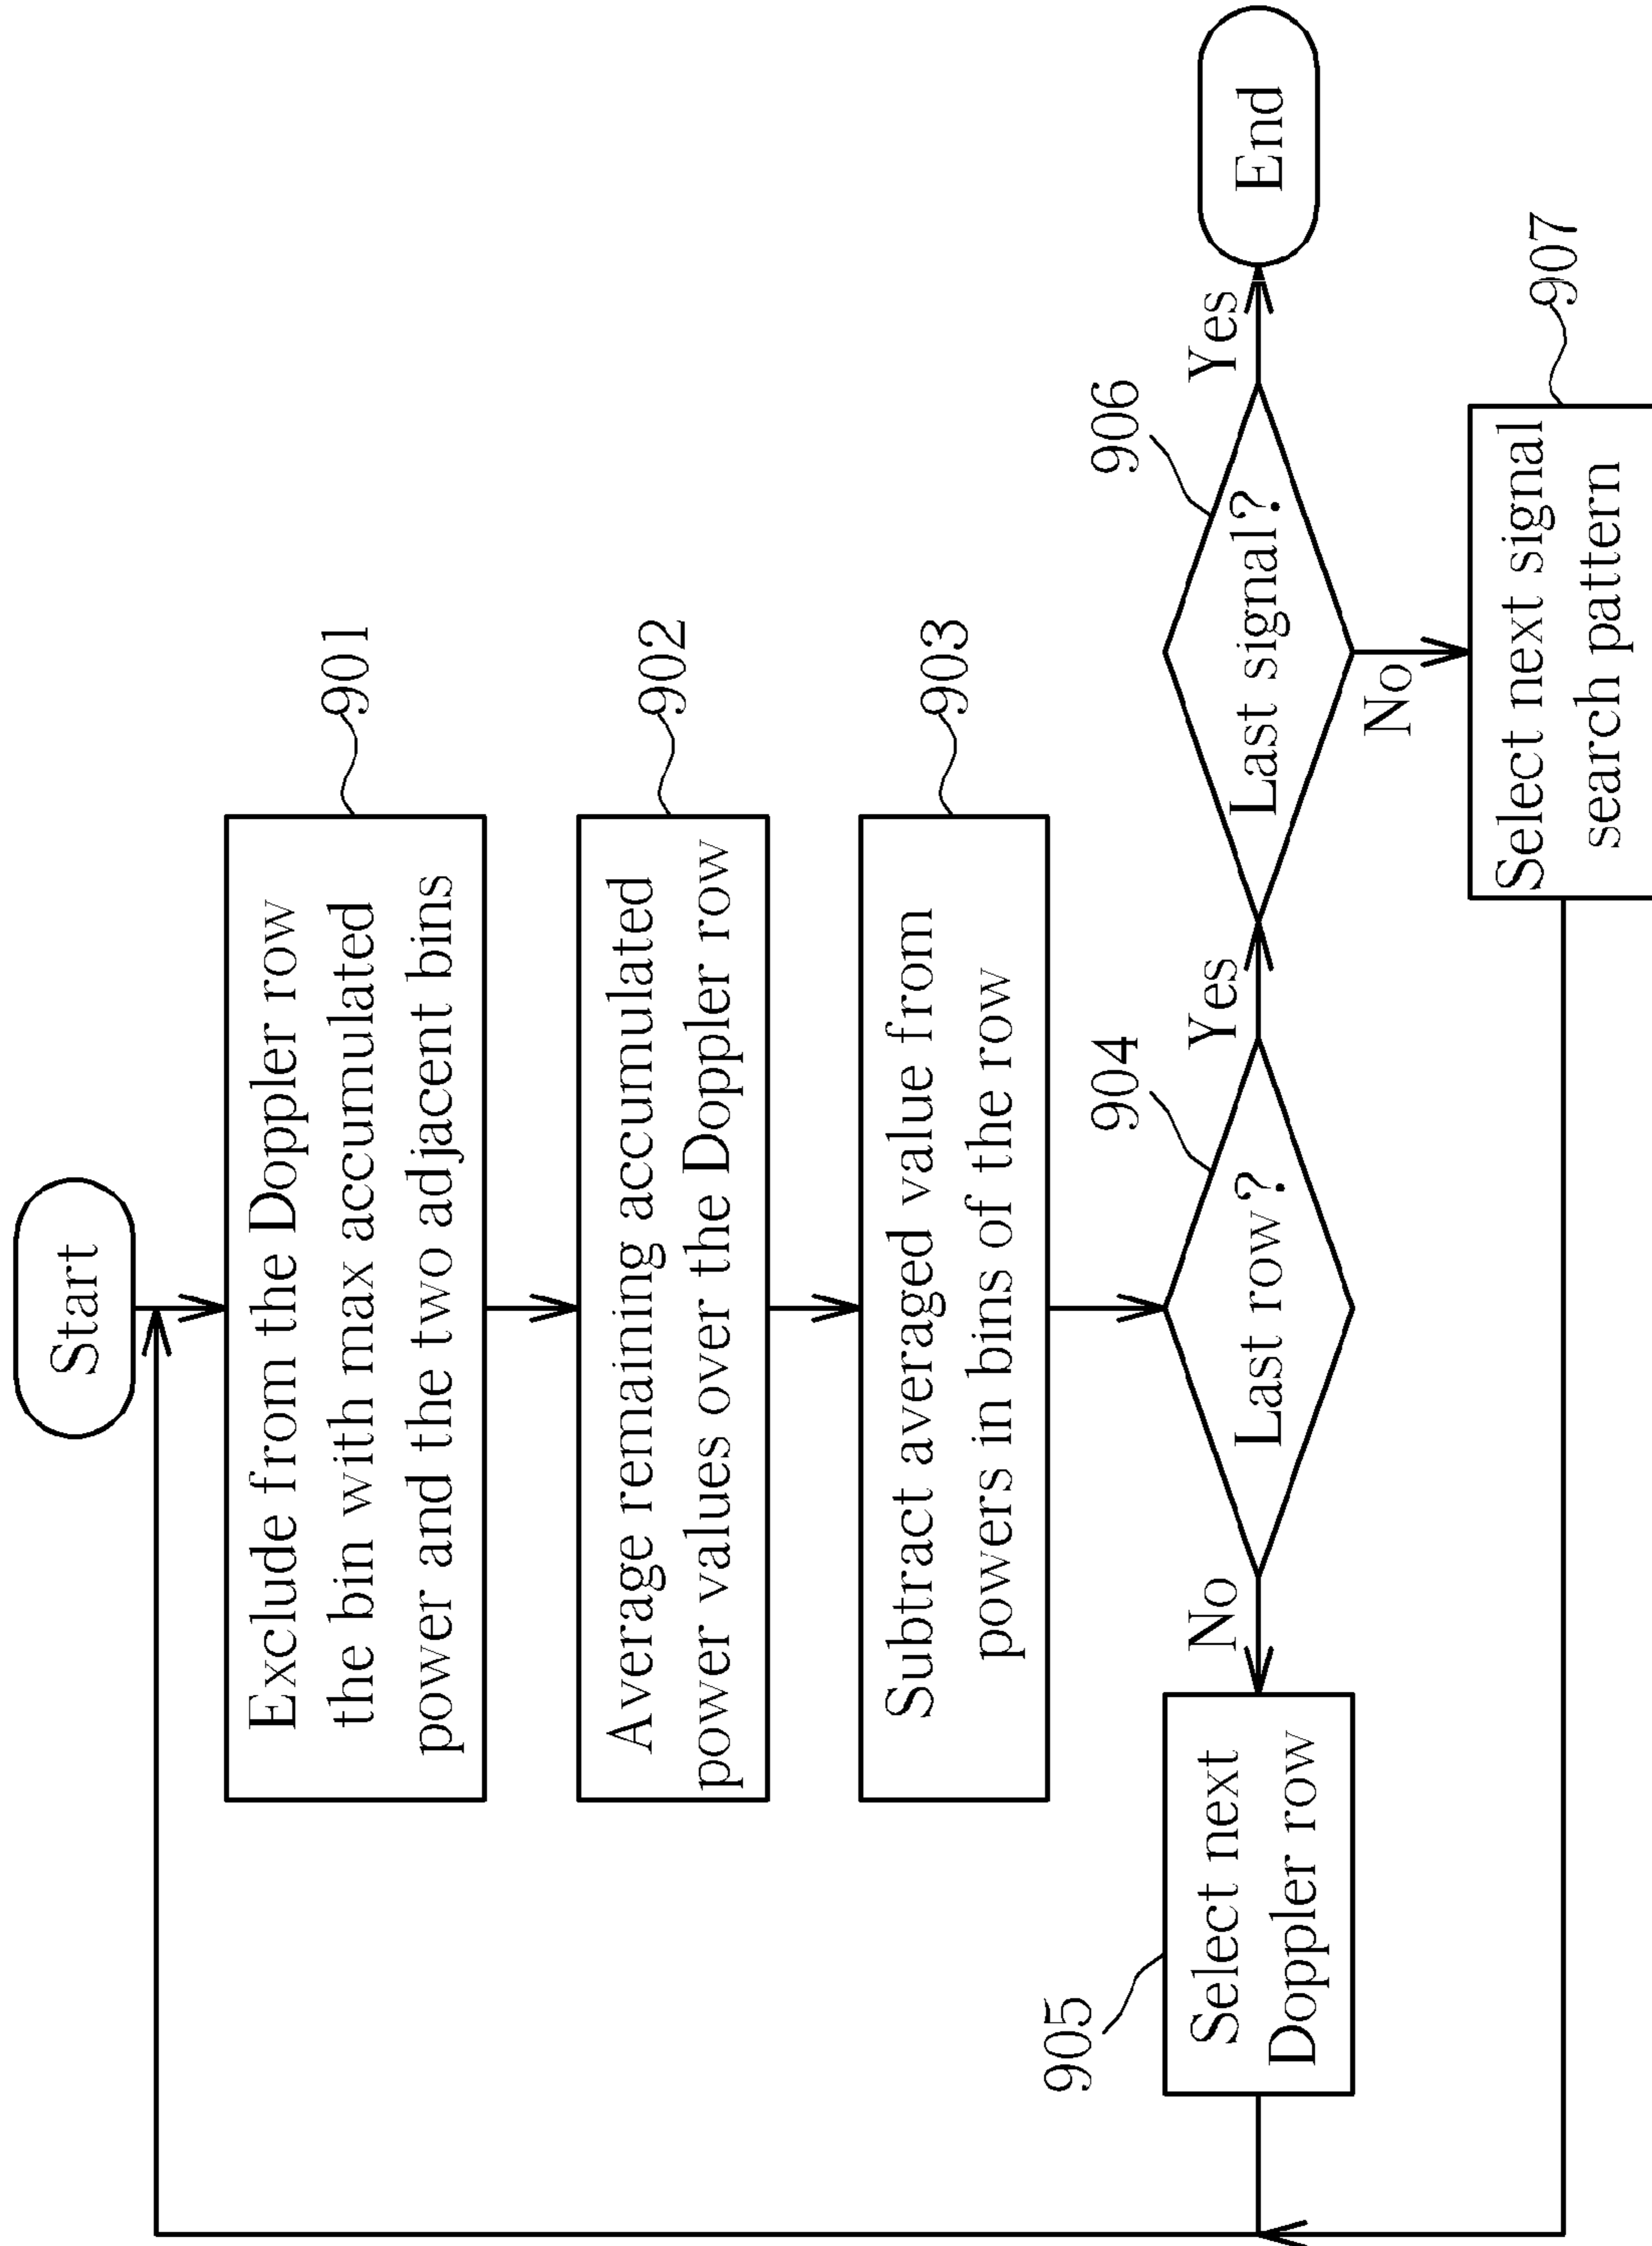 Start
Exclude from the Doppler row
the bin with max accumulated
power and the two adjacent bins
901
Average remaining accumulated
power values over the Doppler row
902
Subtract averaged value from
powers in bins of the row
903
Last row?
904
No
Yes
Select next
Doppler row
905
Last signal?
906
Yes
No
End
Select next signal
search pattern
907